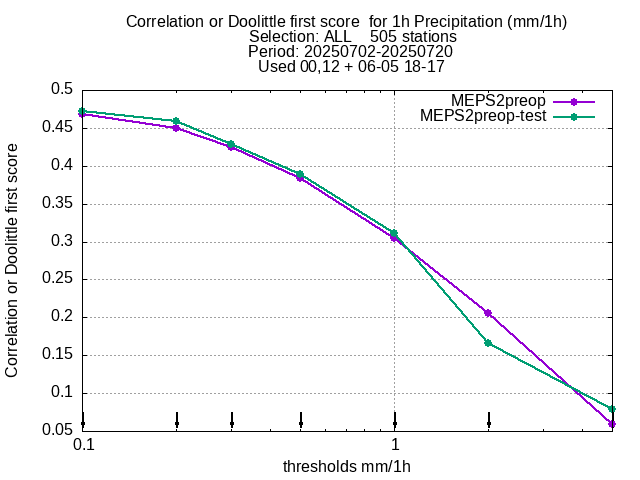 Correlation or Doolittle first score  for 1h Precipitation (mm/1h)
Selection: ALL    505 stations
Period: 20250702-20250720
Used 00,12 + 06-05 18-17
MEPS2preop
MEPS2preop-test
0.5
0.45
0.4
0.35
0.3
0.25
0.2
0.15
0.1
0.05
Correlation or Doolittle first score
0.1
1
thresholds mm/1h